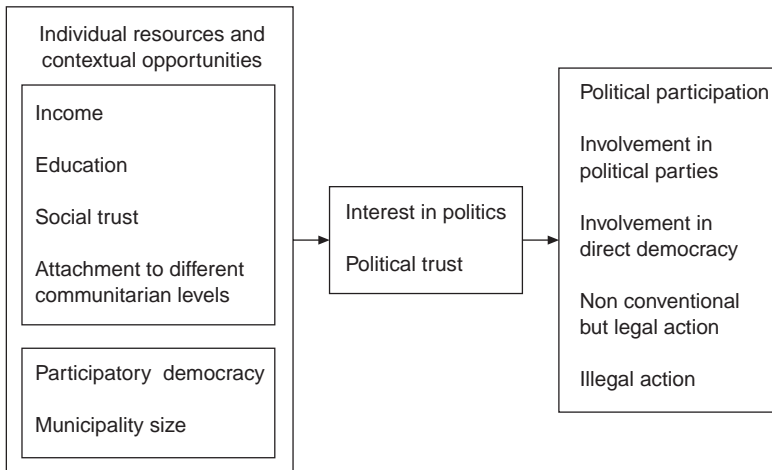 Individual resources and
contextual opportunities
Income
Education
Social trust
Attachment to different
communitarian levels
Participatory democracy
Municipality size
Interest in politics
Political trust
Political participation
Involvement in
political parties
Involvement in
direct democracy
Non conventional
but legal action
Illegal action